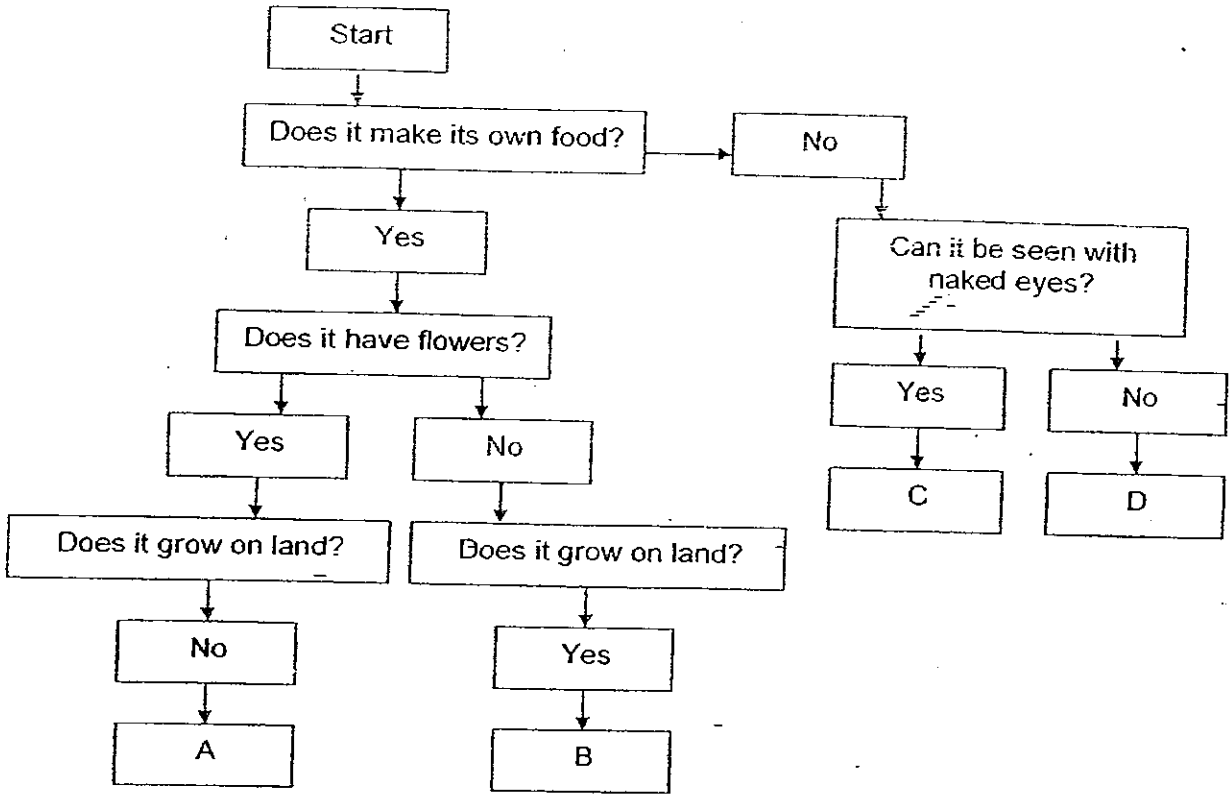 Start
Does it make its own food?
No
Yes
Can it be seen with
naked eyes?
Does it have flowers?
Yes
No
Yes
No
C
D
Does it grow on land?
Does it grow on land?
No
Yes
A
B